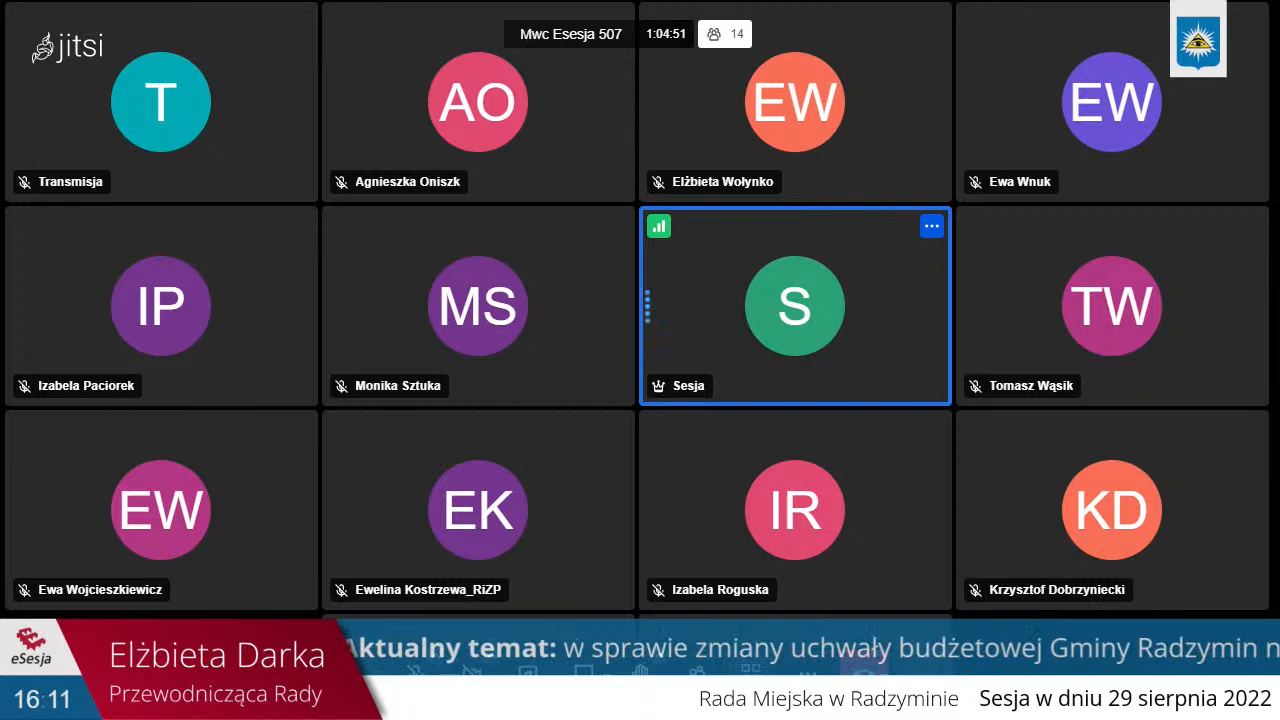 jitsi
Mwc Esesja 507
1:04:51
14
T
Transmisja
AO
Agnieszka Oniszk
EW
Elżbieta Wołynko
EW
Ewa Wnuk
IP
Izabela Paciorek
MS
Monika Sztuka
S
Sesja
TW
Tomasz Wąsik
EW
Ewa Wojcieszkiewicz
EK
Ewelina Kostrzewa_RiZP
IR
Izabela Roguska
KD
Krzysztof Dobrzyniecki
eSesja
Elżbieta Darka
Przewodnicząca Rady
Aktualny temat: w sprawie zmiany uchwały budżetowej Gminy Radzymin n
16:11
Rada Miejska w Radzyminie
Sesja w dniu 29 sierpnia 2022